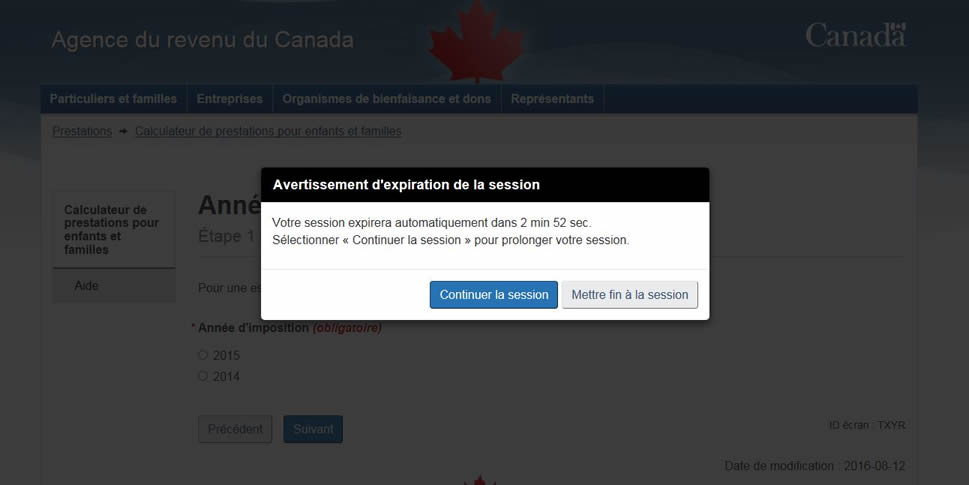 Agence du revenu du Canada
Canada
Particuliers et familles Entreprises Organismes de bienfaisance et dons Représentants
Prestations → Calculateur de prestations pour enfants et familles
Avertissement d'expiration de la session
Votre session expirera automatiquement dans 2 min 52 sec.
Sélectionner « Continuer la session » pour prolonger votre session.
Continuer la session Mettre fin à la session
Calculateur de
prestations pour
enfants et
familles
Aide
Anné
Étape 1
Pour une es
* Année d'imposition (obligatoire)
2015
2014
Précédent Suivant
ID écran : TXYR
Date de modification : 2016-08-12